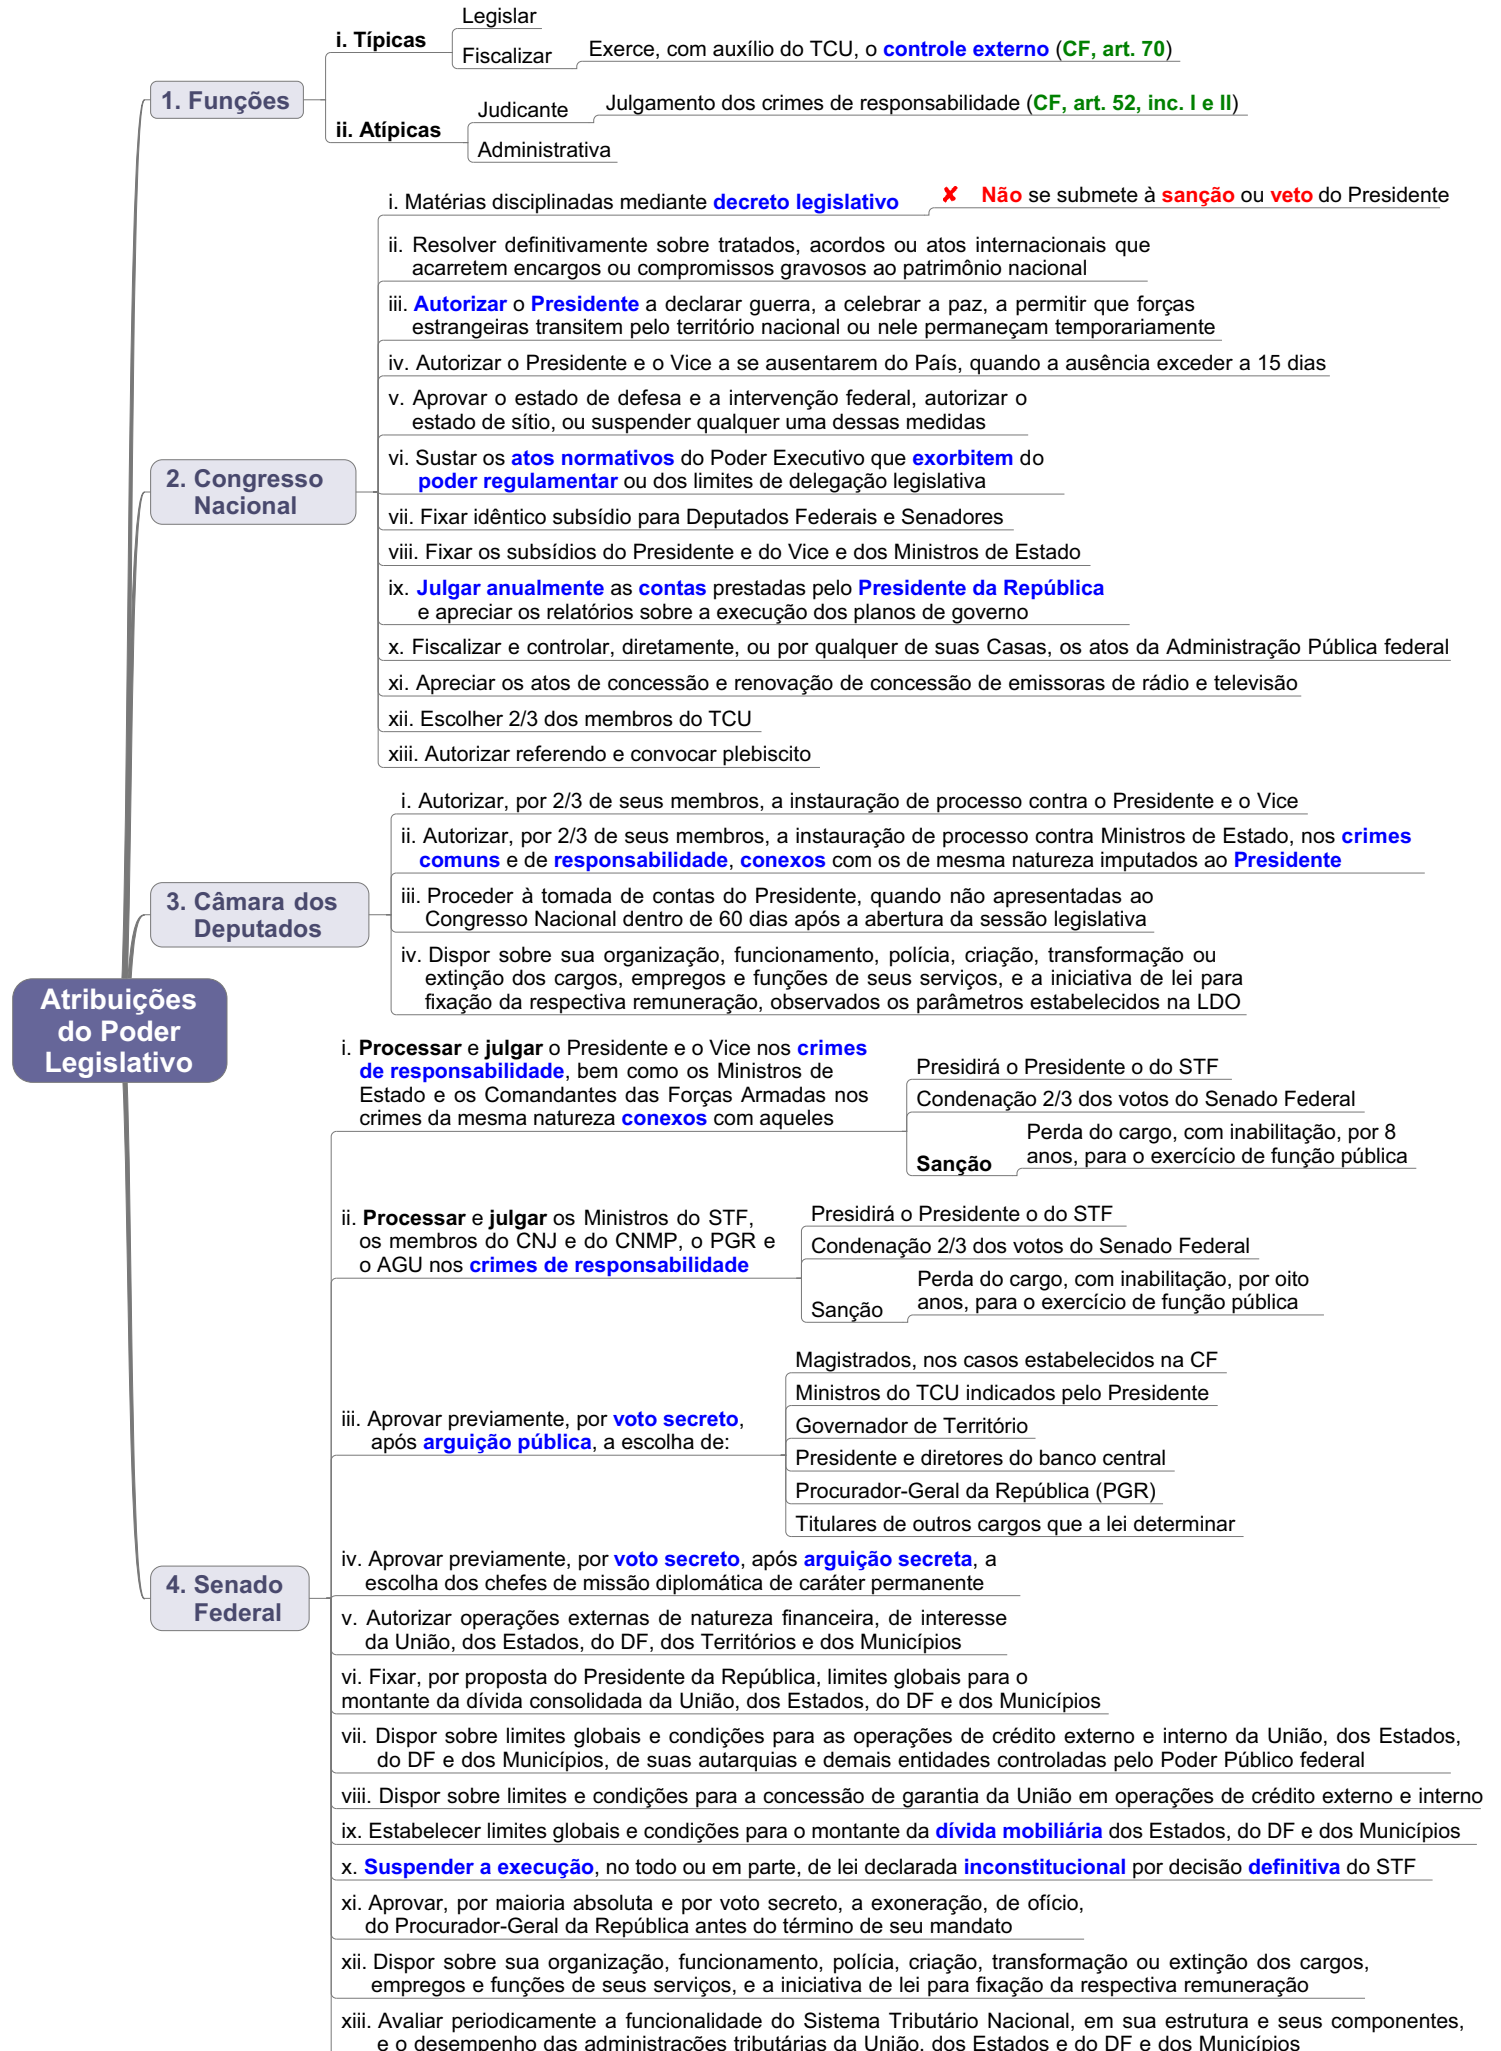 Atribuições
do Poder
Legislativo
1. Funções
i. Típicas
Legislar
Fiscalizar
Exerce, com auxílio do TCU, o controle externo (CF, art. 70)
ii. Atípicas
Judicante
Julgamento dos crimes de responsabilidade (CF, art. 52, inc. I e II)
Administrativa
2. Congresso
Nacional
i. Matérias disciplinadas mediante decreto legislativo
✘ Não se submete à sanção ou veto do Presidente
ii. Resolver definitivamente sobre tratados, acordos ou atos internacionais que
acarretem encargos ou compromissos gravosos ao patrimônio nacional
iii. Autorizar o Presidente a declarar guerra, a celebrar a paz, a permitir que forças
estrangeiras transitem pelo território nacional ou nele permaneçam temporariamente
iv. Autorizar o Presidente e o Vice a se ausentarem do País, quando a ausência exceder a 15 dias
v. Aprovar o estado de defesa e a intervenção federal, autorizar o
estado de sítio, ou suspender qualquer uma dessas medidas
vi. Sustar os atos normativos do Poder Executivo que exorbitem do
poder regulamentar ou dos limites de delegação legislativa
vii. Fixar idêntico subsídio para Deputados Federais e Senadores
viii. Fixar os subsídios do Presidente e do Vice e dos Ministros de Estado
ix. Julgar anualmente as contas prestadas pelo Presidente da República
e apreciar os relatórios sobre a execução dos planos de governo
x. Fiscalizar e controlar, diretamente, ou por qualquer de suas Casas, os atos da Administração Pública federal
xi. Apreciar os atos de concessão e renovação de concessão de emissoras de rádio e televisão
xii. Escolher 2/3 dos membros do TCU
xiii. Autorizar referendo e convocar plebiscito
3. Câmara dos
Deputados
i. Autorizar, por 2/3 de seus membros, a instauração de processo contra o Presidente e o Vice
ii. Autorizar, por 2/3 de seus membros, a instauração de processo contra Ministros de Estado, nos crimes
comuns e de responsabilidade, conexos com os de mesma natureza imputados ao Presidente
iii. Proceder à tomada de contas do Presidente, quando não apresentadas ao
Congresso Nacional dentro de 60 dias após a abertura da sessão legislativa
iv. Dispor sobre sua organização, funcionamento, polícia, criação, transformação ou
extinção dos cargos, empregos e funções de seus serviços, e a iniciativa de lei para
fixação da respectiva remuneração, observados os parâmetros estabelecidos na LDO
4. Senado
Federal
i. Processar e julgar o Presidente e o Vice nos crimes
de responsabilidade, bem como os Ministros de
Estado e os Comandantes das Forças Armadas nos
crimes da mesma natureza conexos com aqueles
Presidirá o Presidente o do STF
Condenação 2/3 dos votos do Senado Federal
Sanção
Perda do cargo, com inabilitação, por 8
anos, para o exercício de função pública
ii. Processar e julgar os Ministros do STF,
os membros do CNJ e do CNMP, o PGR e
o AGU nos crimes de responsabilidade
Presidirá o Presidente o do STF
Condenação 2/3 dos votos do Senado Federal
Sanção
Perda do cargo, com inabilitação, por oito
anos, para o exercício de função pública
iii. Aprovar previamente, por voto secreto,
após arguição pública, a escolha de:
Magistrados, nos casos estabelecidos na CF
Ministros do TCU indicados pelo Presidente
Governador de Território
Presidente e diretores do banco central
Procurador-Geral da República (PGR)
Titulares de outros cargos que a lei determinar
iv. Aprovar previamente, por voto secreto, após arguição secreta, a
escolha dos chefes de missão diplomática de caráter permanente
v. Autorizar operações externas de natureza financeira, de interesse
da União, dos Estados, do DF, dos Territórios e dos Municípios
vi. Fixar, por proposta do Presidente da República, limites globais para o
montante da dívida consolidada da União, dos Estados, do DF e dos Municípios
vii. Dispor sobre limites globais e condições para as operações de crédito externo e interno da União, dos Estados,
do DF e dos Municípios, de suas autarquias e demais entidades controladas pelo Poder Público federal
viii. Dispor sobre limites e condições para a concessão de garantia da União em operações de crédito externo e interno
ix. Estabelecer limites globais e condições para o montante da dívida mobiliária dos Estados, do DF e dos Municípios
x. Suspender a execução, no todo ou em parte, de lei declarada inconstitucional por decisão definitiva do STF
xi. Aprovar, por maioria absoluta e por voto secreto, a exoneração, de ofício,
do Procurador-Geral da República antes do término de seu mandato
xii. Dispor sobre sua organização, funcionamento, polícia, criação, transformação ou extinção dos cargos,
empregos e funções de seus serviços, e a iniciativa de lei para fixação da respectiva remuneração
xiii. Avaliar periodicamente a funcionalidade do Sistema Tributário Nacional, em sua estrutura e seus componentes,
e o desempenho das administrações tributárias da União, dos Estados e do DF e dos Municípios